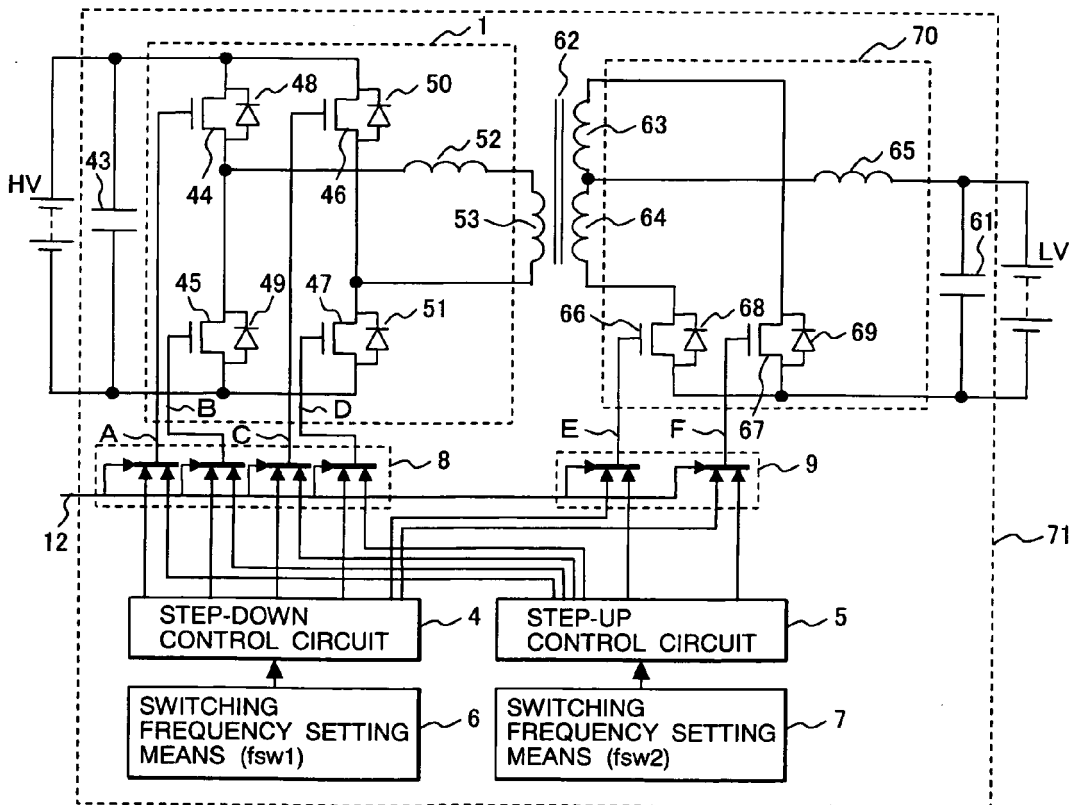 1
62
70
48
50
63
52
65
43
HV
44
46
53
64
61
LV
45
49
47
51
66
68
69
B
D
67
A
C
E
F
8
9
12
71
STEP-DOWN
CONTROL CIRCUIT
4
STEP-UP
CONTROL CIRCUIT
5
SWITCHING
FREQUENCY SETTING
MEANS (fsw1)
6
SWITCHING
FREQUENCY SETTING
MEANS (fsw2)
7